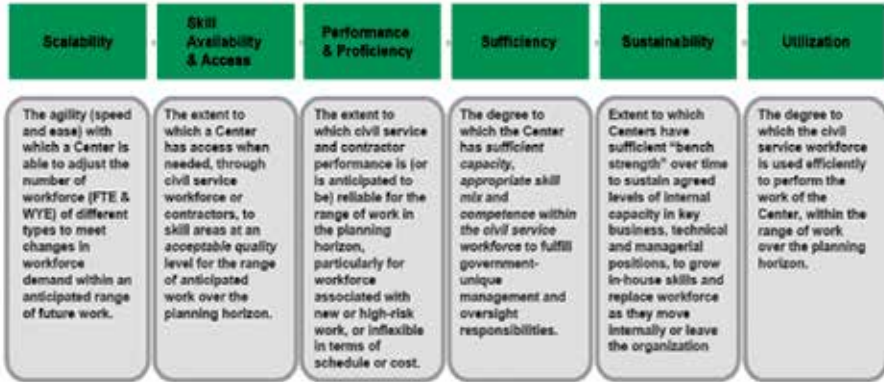 Scalability
Skill
Availability
& Access
Performance
& Proficiency
Sufficiency
Sustainability
Utilization
The agility (speed
and ease) with
which a Center is
able to adjust the
number of
workforce (FTE &
WYE) of different
types to meet
changes in
workforce
demand within an
anticipated range
of future work.
The extent to
which a Center
has access when
needed, through
civil service
workforce or
contractors, to
skill areas at an
acceptable quality
level for the range
of anticipated
work over the
planning horizon.
The extent to
which civil service
and contractor
performance is (or
is anticipated to
be) reliable for the
range of work in
the planning
horizon,
particularly for
workforce
associated with
new or high-risk
work, or inflexible
in terms of
schedule or cost.
The degree to
which the Center
has sufficient
capacity,
appropriate skill
mix and
competence within
the civil service
workforce to fulfill
government-
unique
management and
oversight
responsibilities.
Extent to which
Centers have
sufficient “bench
strength” over time
to sustain agreed
levels of internal
capacity in key
business, technical
and managerial
positions, to grow
in-house skills and
replace workforce
as they move
internally or leave
the organization
The degree to
which the civil
service workforce
is used efficiently
to perform the
work of the
Center, within the
range of work
over the planning
horizon.